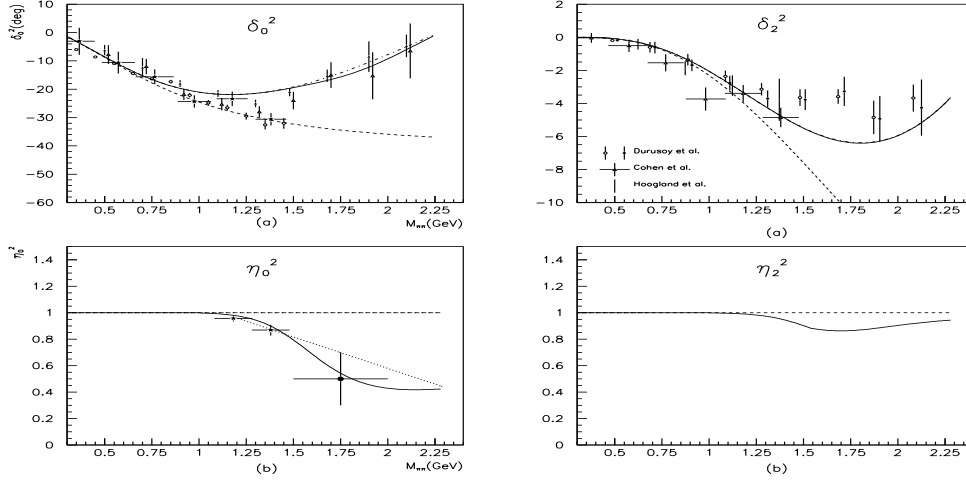 δ₀²(deg)
δ₀²
10
0
-10
-20
-30
-40
-50
-60
0.5 0.75 1 1.25 1.5 1.75 2 2.25
(a)
M_ππ(GeV)
δ₂²
2
0
-2
-4
-6
-8
-10
Durusoy et al.
Cohen et al.
Hoogland et al.
0.5 0.75 1 1.25 1.5 1.75 2 2.25
(a)
η₀²
η₀²
1.4
1.2
1
0.8
0.6
0.4
0.2
0
0.5 0.75 1 1.25 1.5 1.75 2 2.25
(b)
M_ππ(GeV)
η₂²
1.4
1.2
1
0.8
0.6
0.4
0.2
0
0.5 0.75 1 1.25 1.5 1.75 2 2.25
(b)